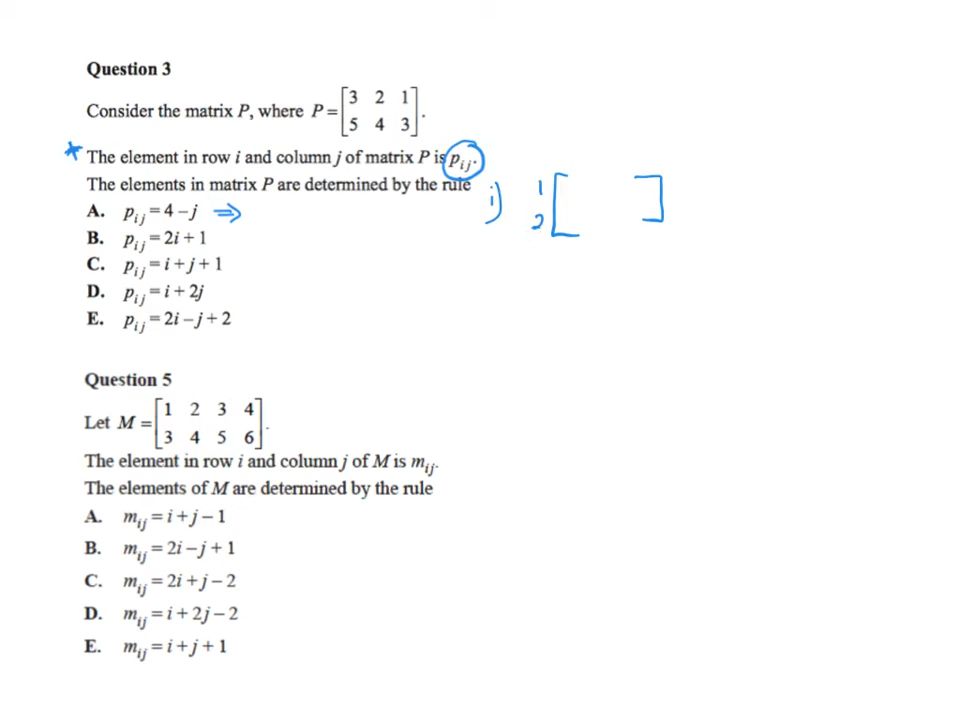 Question 3
Consider the matrix P, where P = [3 2 1
5 4 3].
* The element in row i and column j of matrix P is p_ij.
The elements in matrix P are determined by the rule
A. p_ij = 4 – j ⇒
B. p_ij = 2i + 1
C. p_ij = i + j + 1
D. p_ij = i + 2j
E. p_ij = 2i – j + 2
i) 1 [ ]
2
Question 5
Let M = [1 2 3 4
3 4 5 6].
The element in row i and column j of M is m_ij.
The elements of M are determined by the rule
A. m_ij = i + j – 1
B. m_ij = 2i – j + 1
C. m_ij = 2i + j – 2
D. m_ij = i + 2j – 2
E. m_ij = i + j + 1